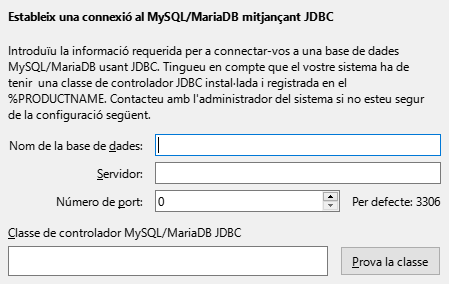 Estableix una connexió al MySQL/MariaDB mitjançant JDBC
Introduïu la informació requerida per a connectar-vos a una base de dades
MySQL/MariaDB usant JDBC. Tingueu en compte que el vostre sistema ha de
tenir una classe de controlador JDBC instal·lada i registrada en el
%PRODUCTNAME. Contacteu amb l'administrador del sistema si no esteu segur
de la configuració següent.
Nom de la base de dades:
Servidor:
Número de port: 0 Per defecte: 3306
Classe de controlador MySQL/MariaDB JDBC
Prova la classe